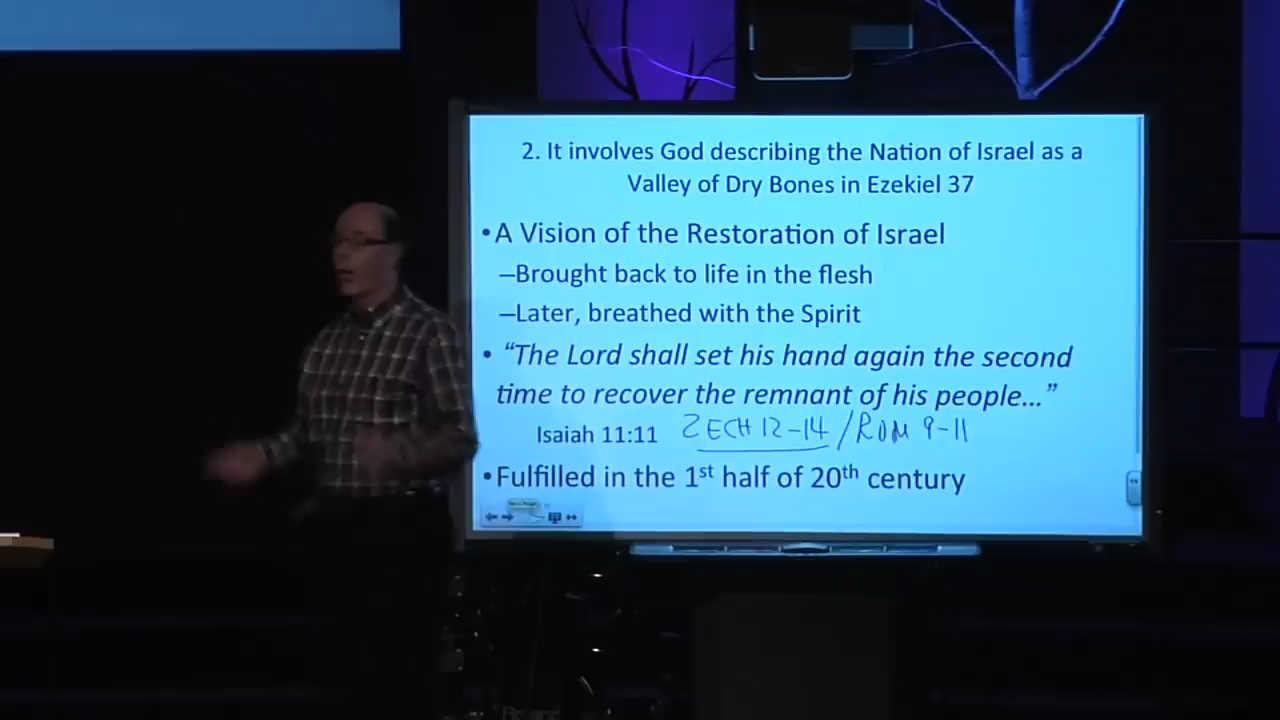 2. It involves God describing the Nation of Israel as a
Valley of Dry Bones in Ezekiel 37
•A Vision of the Restoration of Israel
–Brought back to life in the flesh
–Later, breathed with the Spirit
• “The Lord shall set his hand again the second
time to recover the remnant of his people…”
Isaiah 11:11 ZECH 12-14/ROM 9-11
•Fulfilled in the 1st half of 20th century